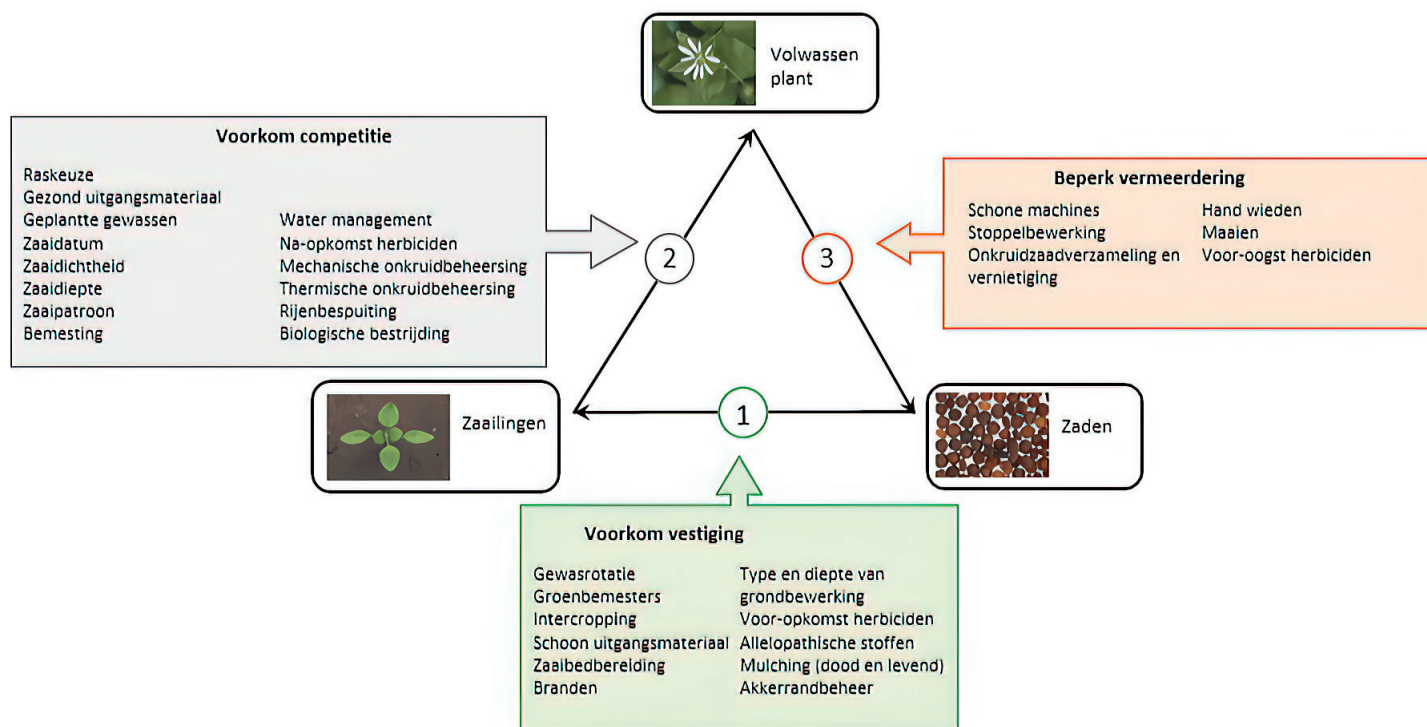 Volwassen
plant
Voorkom competitie
Raskeuze
Gezond uitgangsmateriaal
Geplantte gewassen
Zaaidatum
Zaaidichtheid
Zaaidiepte
Zaaipatroon
Bemesting
Water management
Na-opkomst herbiciden
Mechanische onkruidbeheersing
Thermische onkruidbeheersing
Rijenbespuiting
Biologische bestrijding
2
3
Beperk vermeerdering
Schone machines
Stoppelbewerking
Onkruidzaadverzameling en
vernietiging
Hand wieden
Maaien
Voor-oogst herbiciden
Zaailingen
1
Zaden
Voorkom vestiging
Gewasrotatie
Groenbemesters
Intercropping
Schoon uitgangsmateriaal
Zaaibedbereiding
Branden
Type en diepte van
grondbewerking
Voor-opkomst herbiciden
Allelopathische stoffen
Mulching (dood en levend)
Akkerrandbeheer